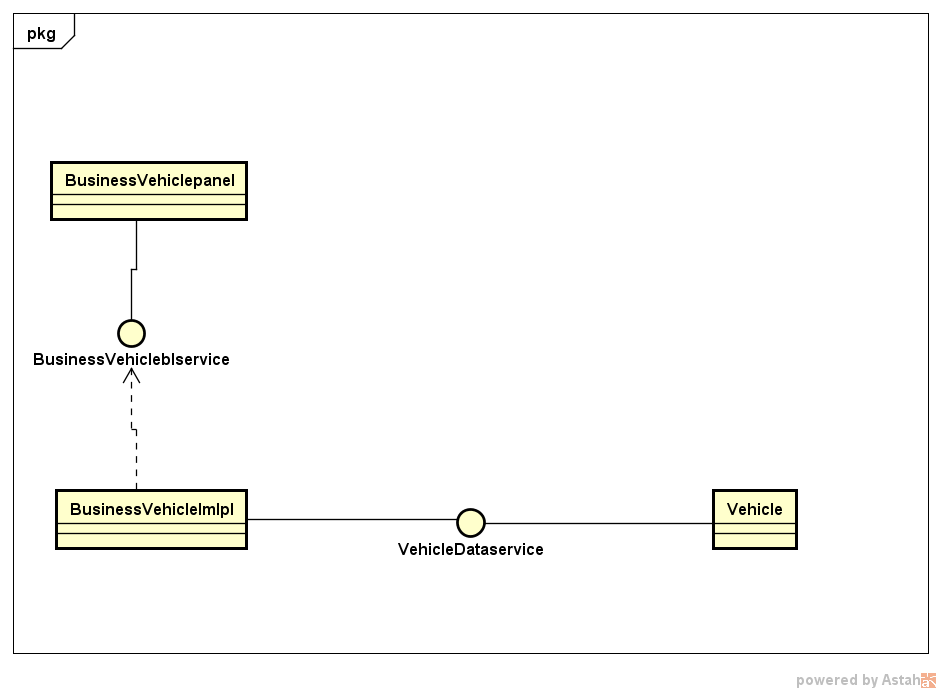 pkg
BusinessVehiclepanel
BusinessVehicleblservice
BusinessVehicleImlpl
VehicleDataservice
Vehicle
powered by Astah